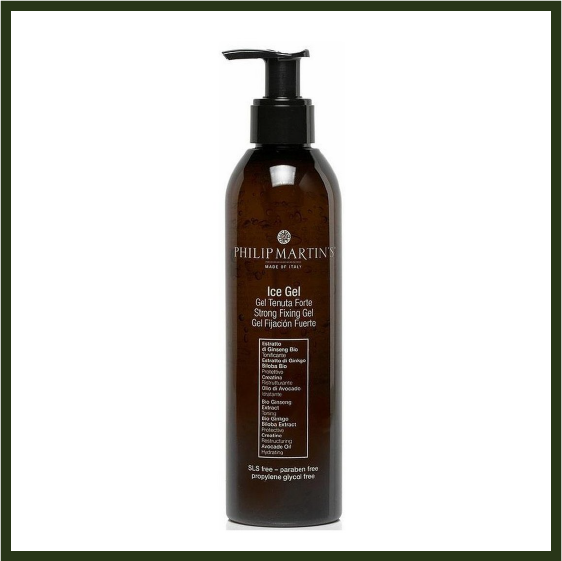 PHILIP MARTIN'S
MADE OF ITALY
Ice Gel
Gel Tenuta Forte
Strong Fixing Gel
Gel Fijación Fuerte
Estratto
di Ginseng Bio
Tonificante
Estratto di Ginkgo
Biloba Bio
Protettivo
Creatina
Ristrutturante
Olio di Avocado
Idratante
Bio Ginseng
Extract
Toning
Bio Ginkgo
Biloba Extract
Protective
Creatine
Restructuring
Avocado Oil
Hydrating
SLS free – paraben free
propylene glycol free